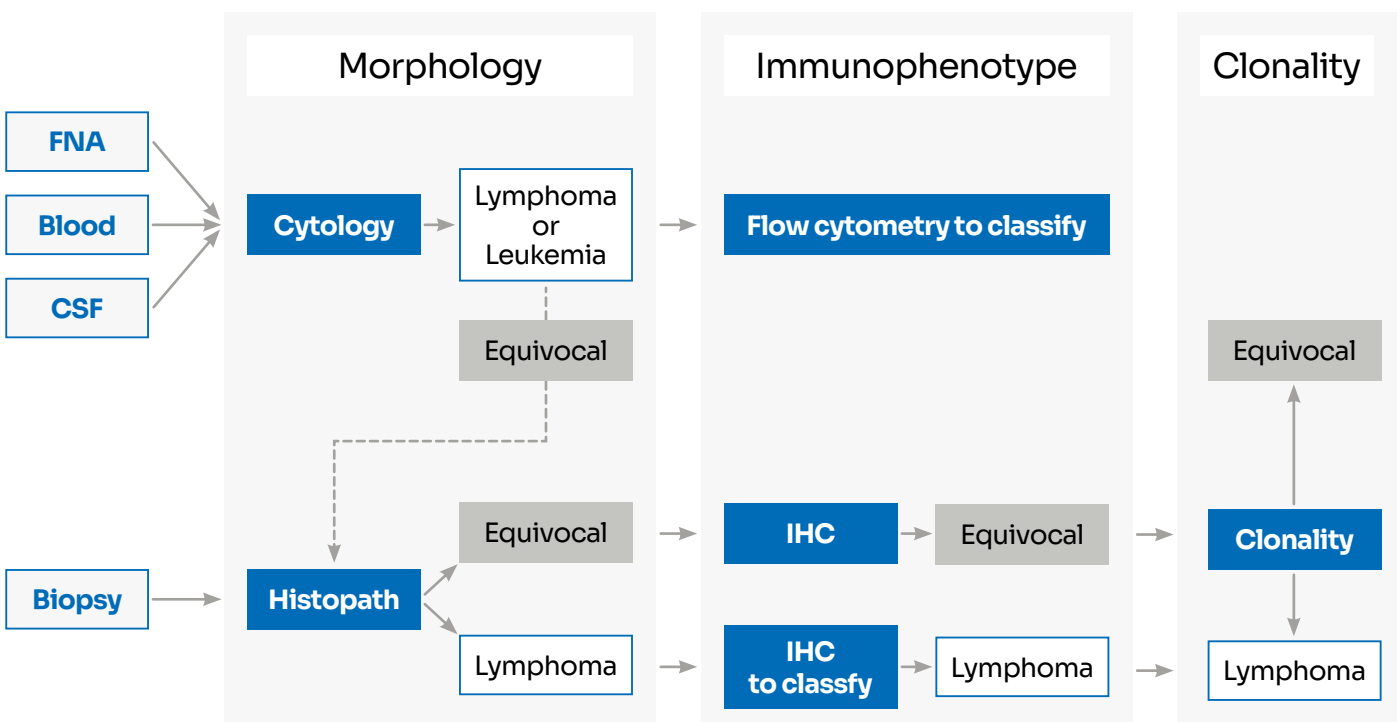 Morphology
Immunophenotype
Clonality
FNA
Blood
CSF
Cytology
Lymphoma
or
Leukemia
Flow cytometry to classify
Equivocal
Equivocal
Biopsy
Histopath
Equivocal
IHC
Equivocal
Clonality
Lymphoma
IHC
to classfy
Lymphoma
Lymphoma